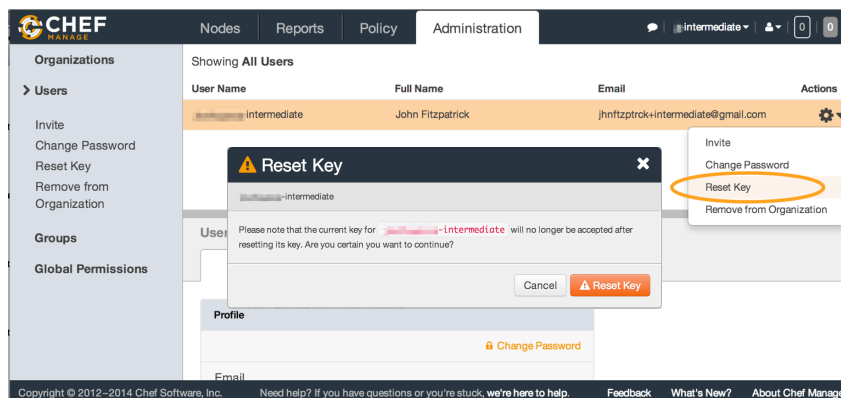 CHEF
MANAGE
Nodes
Reports
Policy
Administration
-intermediate
0
0
Organizations
Users
Invite
Change Password
Reset Key
Remove from
Organization
Groups
Global Permissions
Showing All Users
User Name
Full Name
Email
Actions
-intermediate
John Fitzpatrick
jhnftzptrck+intermediate@gmail.com
Invite
Change Password
Reset Key
Remove from Organization
Reset Key
-intermediate
Please note that the current key for -intermediate will no longer be accepted after
resetting its key. Are you certain you want to continue?
Cancel
Reset Key
User
Profile
Change Password
Email
Copyright © 2012–2014 Chef Software, Inc.
Need help? If you have questions or you're stuck, we're here to help.
Feedback
What's New?
About Chef Manage